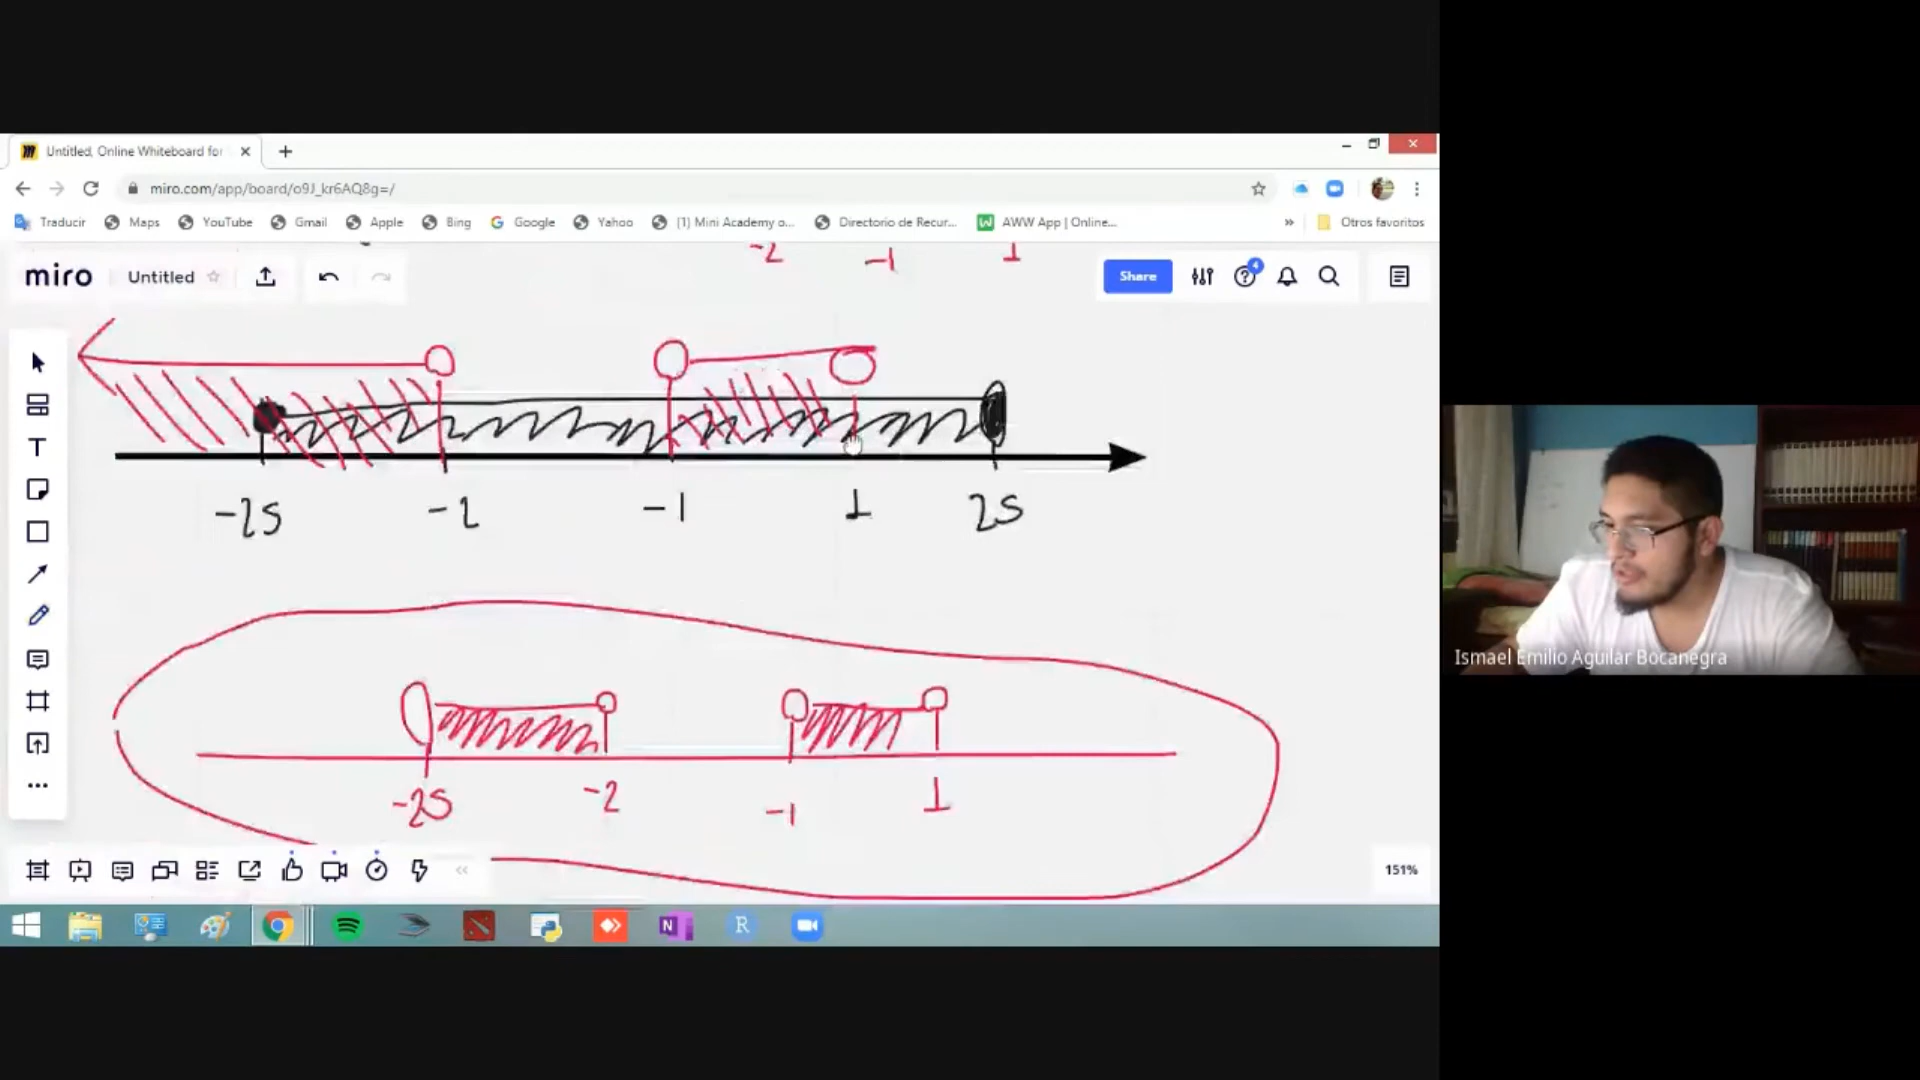 Untitled, Online Whiteboard for
miro.com/app/board/o9J_kr6AQ8g=/
Traducir Maps YouTube Gmail Apple Bing Google Yahoo [1] Mini Academy o... Directorio de Recur... AWW App | Online... » Otros favoritos
-2 -1 1
miro Untitled Share 4
-25 -2 -1 1 25
Ismael Emilio Aguilar Bocanegra
-25 -2 -1 1
151%